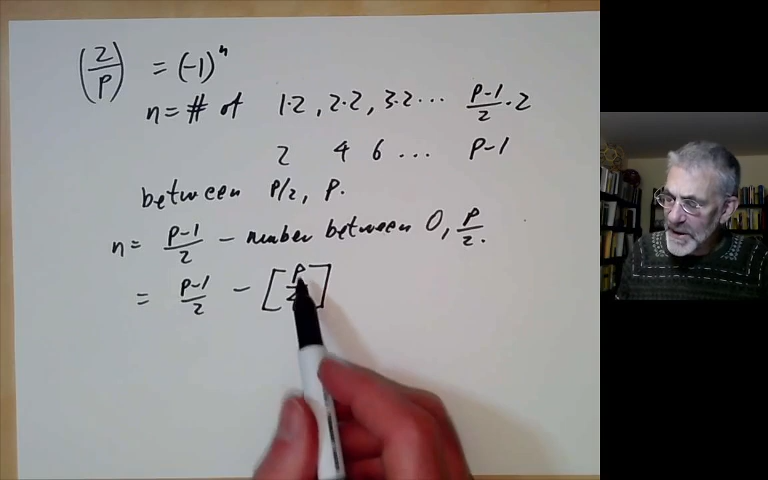 (2/p) = (-1)^n
n = # of 1·2, 2·2, 3·2 ... p-1/2 · 2
2 4 6 ... p-1
between p/2, p.
n = p-1/2 - number between 0, p/2.
= p-1/2 - [p/2]